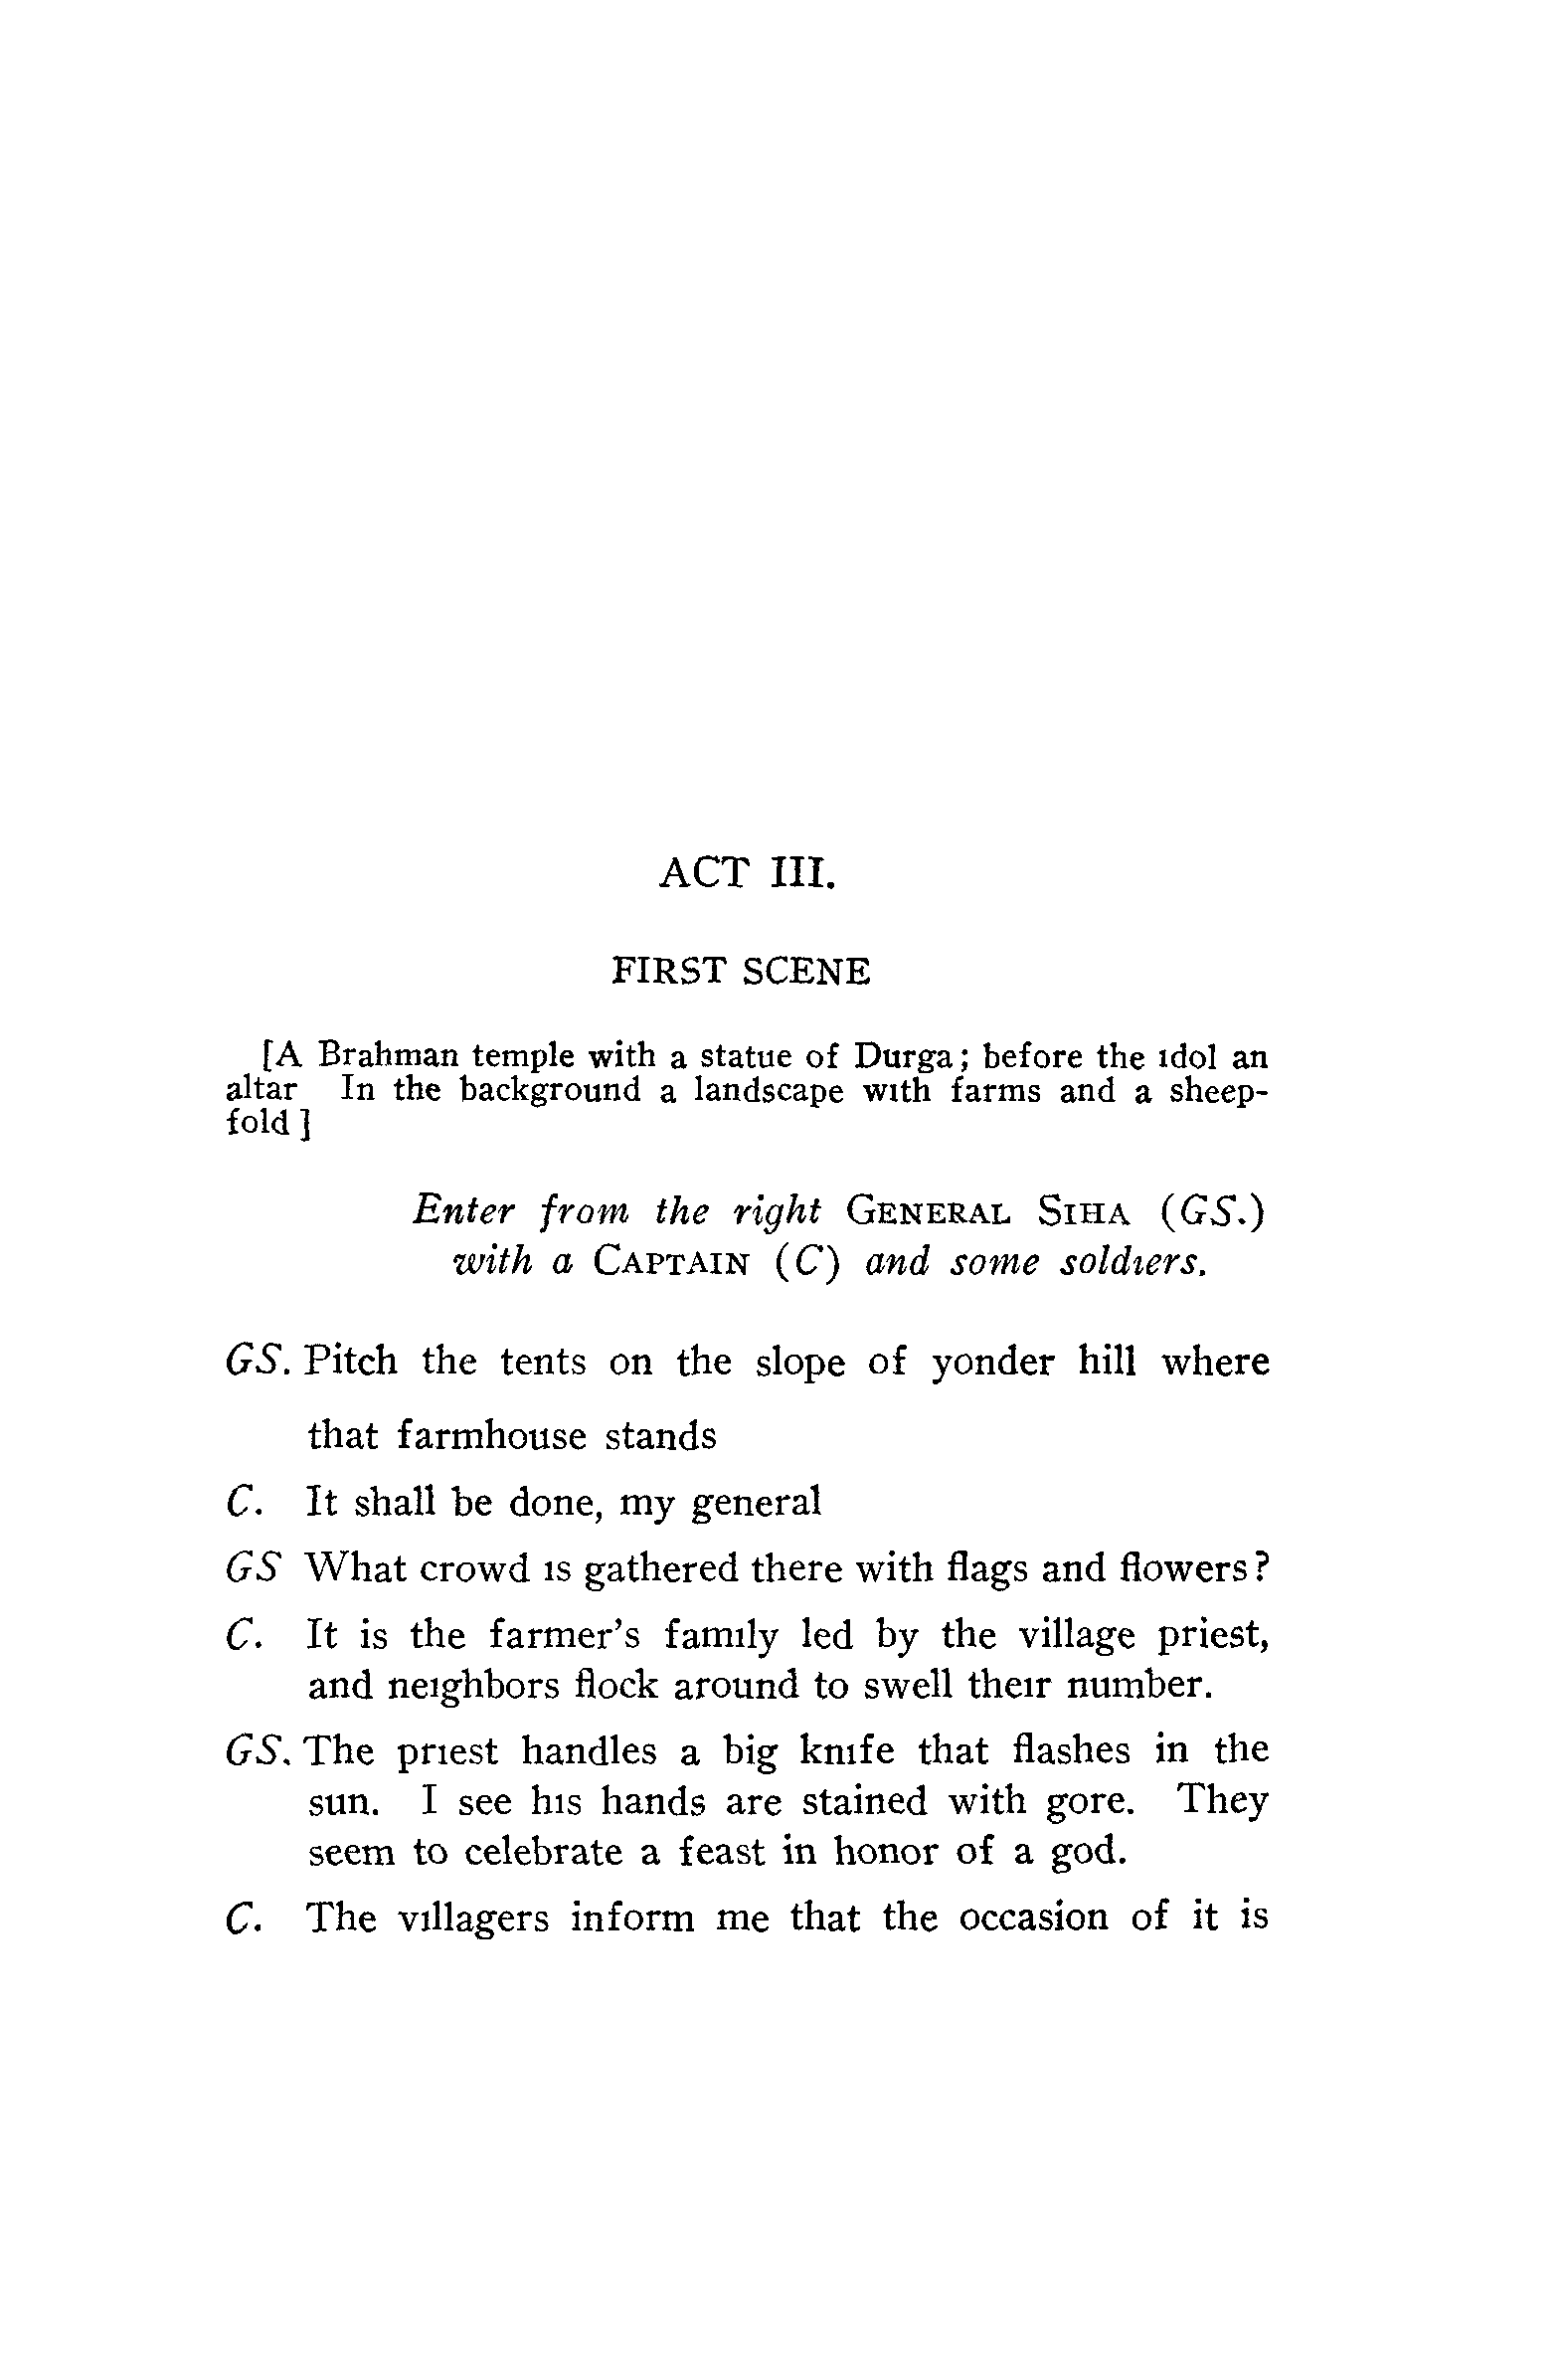 ACT III.
FIRST SCENE
[A Brahman temple with a statue of Durga; before the idol an
altar In the background a landscape with farms and a sheep-
fold]
Enter from the right GENERAL SIHA (GS.)
with a CAPTAIN (C) and some soldiers.
GS. Pitch the tents on the slope of yonder hill where
that farmhouse stands
C. It shall be done, my general
GS What crowd is gathered there with flags and flowers?
C. It is the farmer's family led by the village priest,
and neighbors flock around to swell their number.
GS. The priest handles a big knife that flashes in the
sun. I see his hands are stained with gore. They
seem to celebrate a feast in honor of a god.
C. The villagers inform me that the occasion of it is